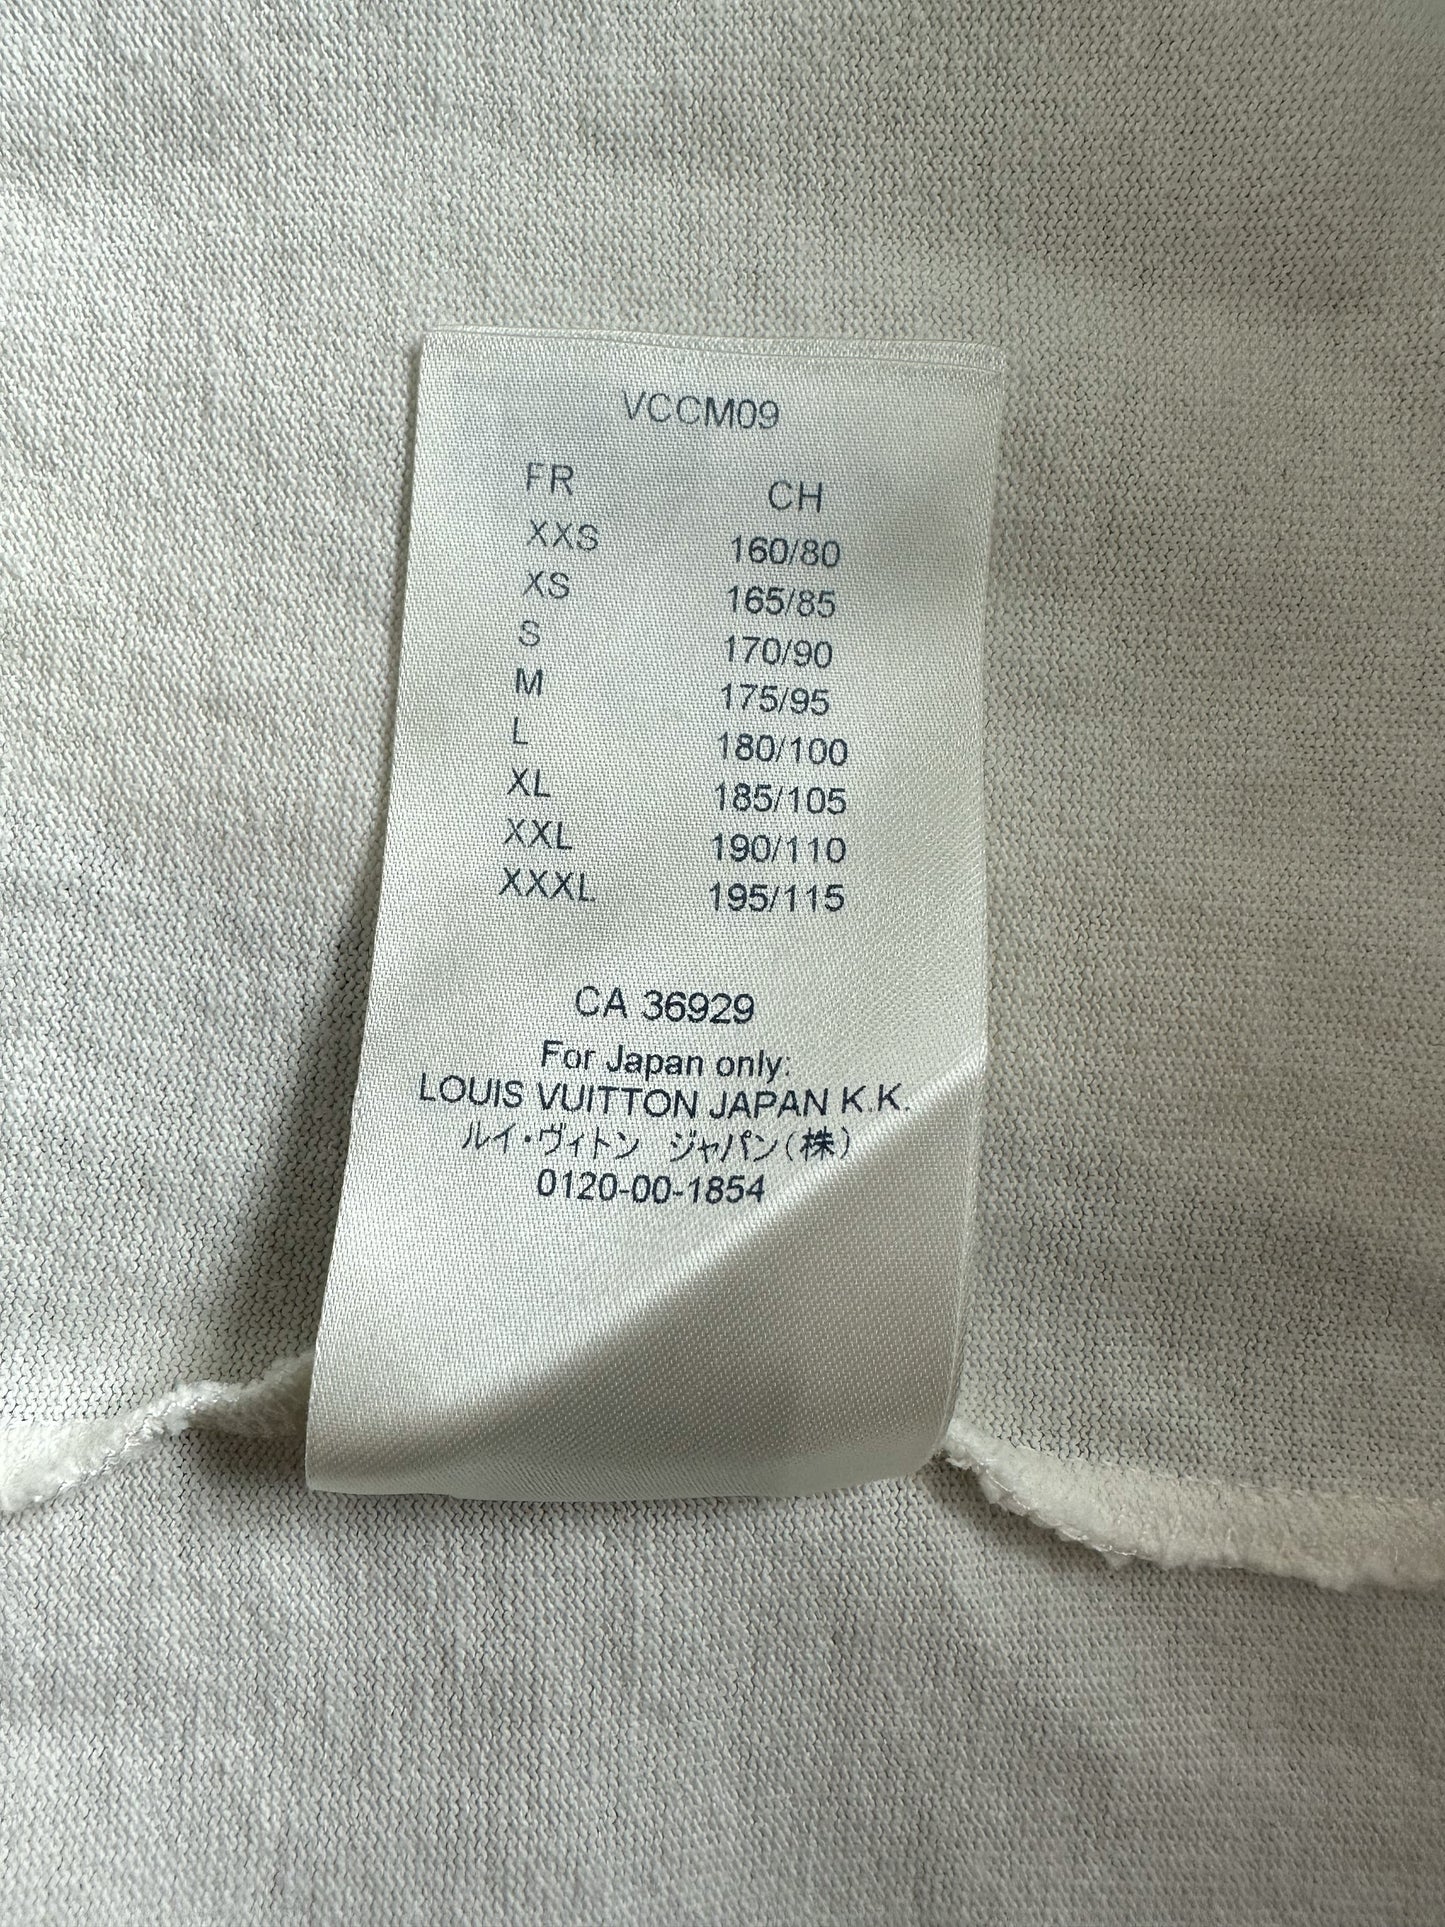 VCCM09
FR CH
XXS 160/80
XS 165/85
S 170/90
M 175/95
L 180/100
XL 185/105
XXL 190/110
XXXL 195/115
CA 36929
For Japan only:
LOUIS VUITTON JAPAN K.K.
ルイ・ヴィトン ジャパン(株)
0120-00-1854